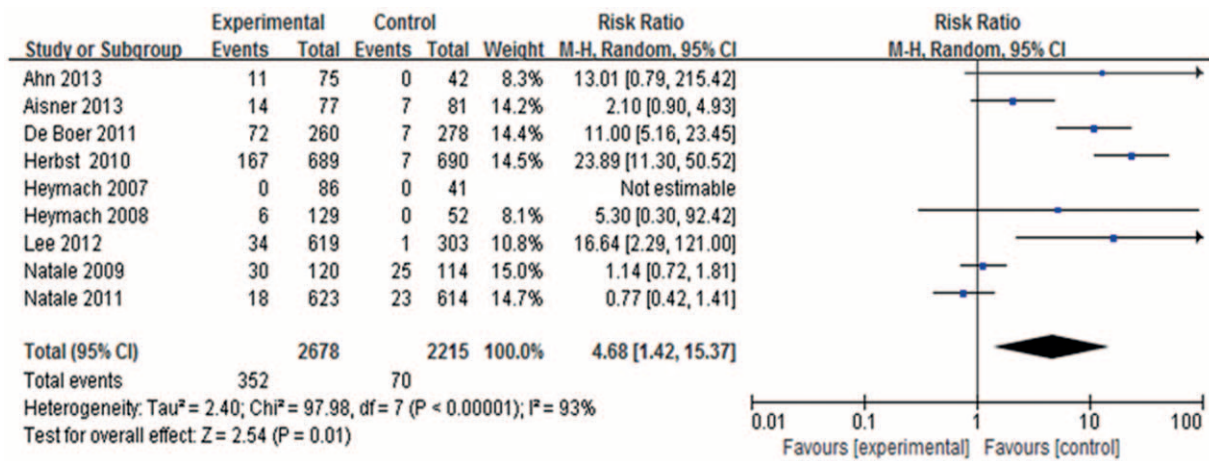 Experimental Control Risk Ratio Risk Ratio
Study or Subgroup Events Total Events Total Weight M-H, Random, 95% CI M-H, Random, 95% CI
Ahn 2013 11 75 0 42 8.3% 13.01 [0.79, 215.42]
Aisner 2013 14 77 7 81 14.2% 2.10 [0.90, 4.93]
De Boer 2011 72 260 7 278 14.4% 11.00 [5.16, 23.45]
Herbst 2010 167 689 7 690 14.5% 23.89 [11.30, 50.52]
Heymach 2007 0 86 0 41 Not estimable
Heymach 2008 6 129 0 52 8.1% 5.30 [0.30, 92.42]
Lee 2012 34 619 1 303 10.8% 16.64 [2.29, 121.00]
Natale 2009 30 120 25 114 15.0% 1.14 [0.72, 1.81]
Natale 2011 18 623 23 614 14.7% 0.77 [0.42, 1.41]
Total (95% CI) 2678 2215 100.0% 4.68 [1.42, 15.37]
Total events 352 70
Heterogeneity: Tau² = 2.40; Chi² = 97.98, df = 7 (P < 0.00001); I² = 93%
Test for overall effect: Z = 2.54 (P = 0.01)
0.01 0.1 1 10 100
Favours [experimental] Favours [control]